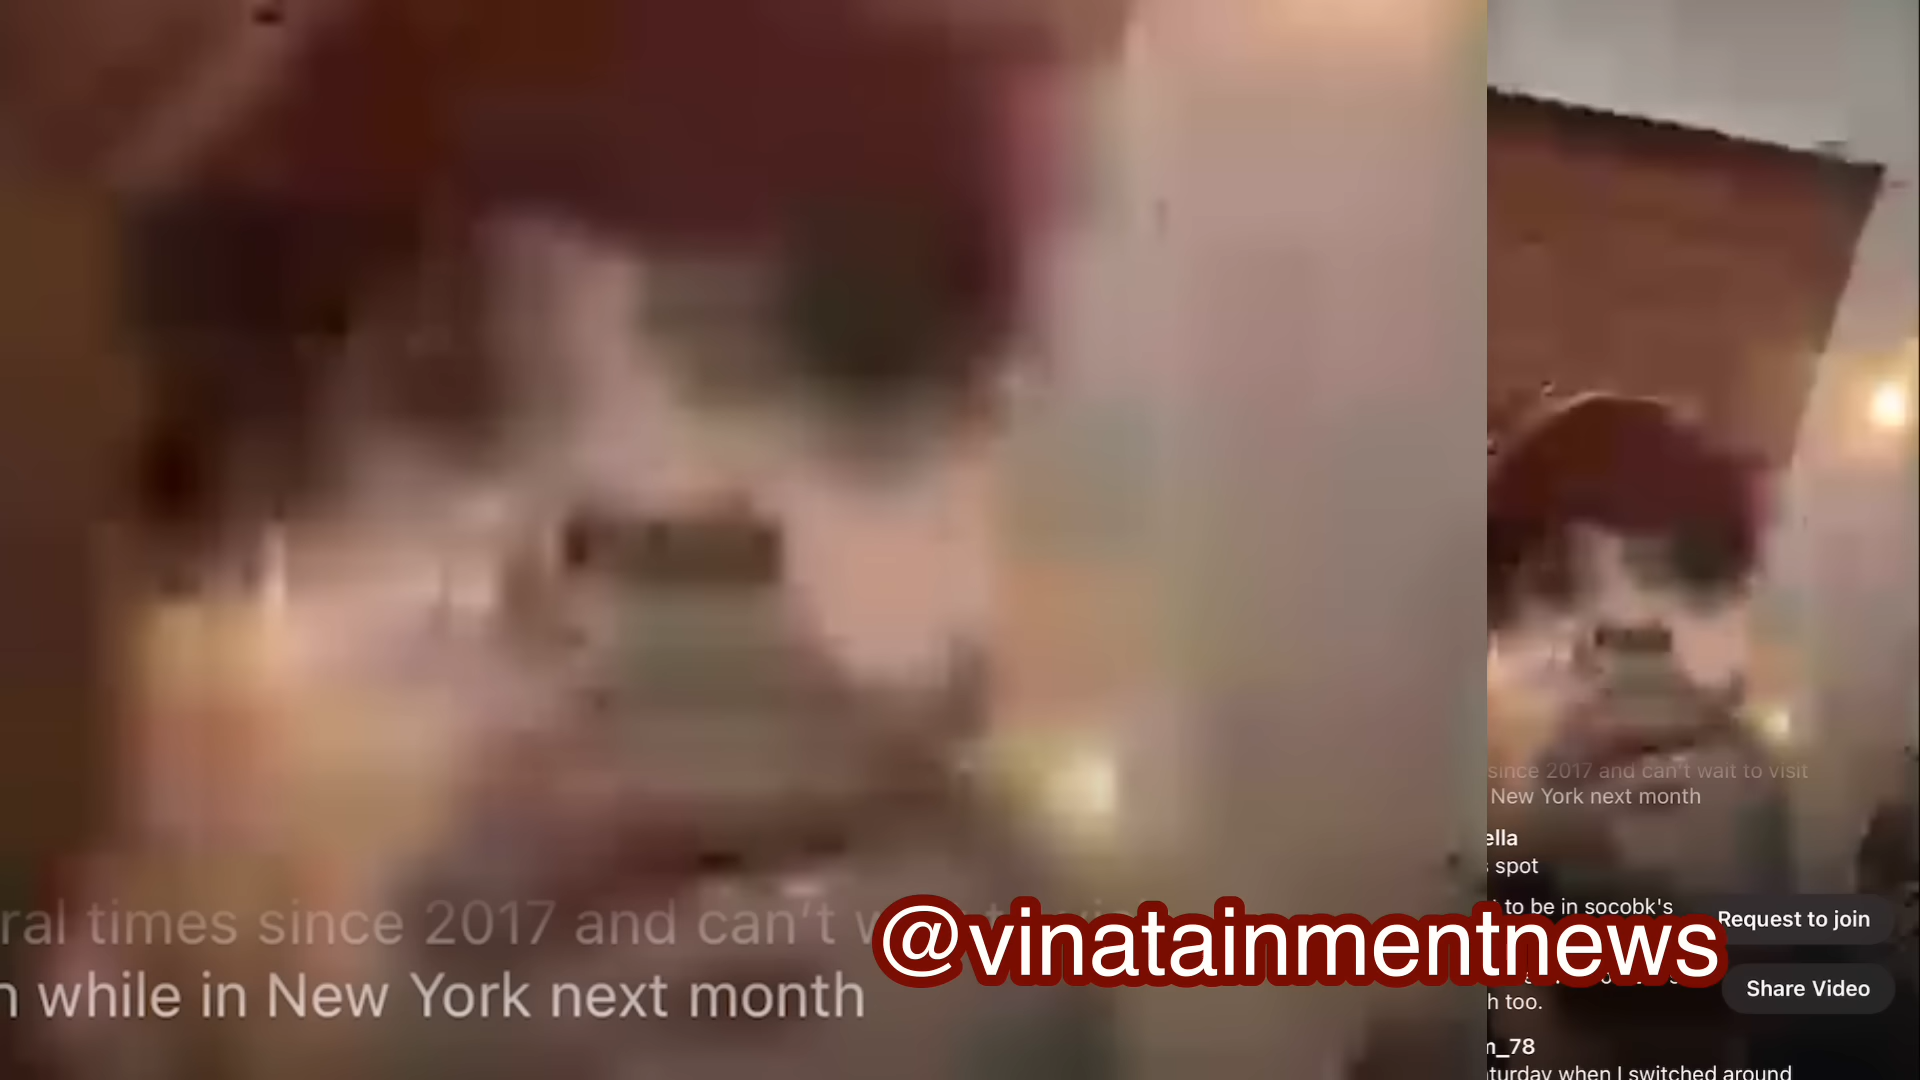 ral times since 2017 and can't
n while in New York next month
@vinatainmentnews
since 2017 and can't wait to visit
New York next month
ella
spot
to be in socobk's
Request to join
Share Video
h too.
m_78
aturday when I switched around